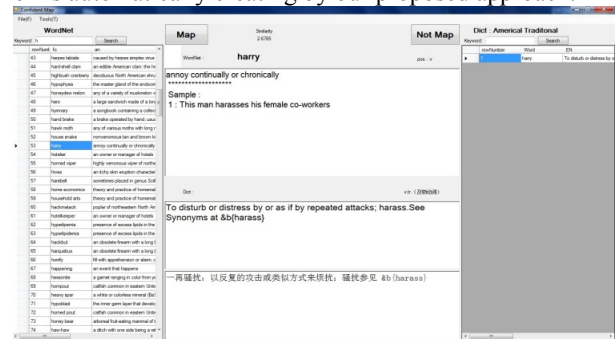 Confident Map
File(F) Tools(T)
WordNet
Keyword: h
Search
Map
Similarity
2.6765
Not Map
Dict : Americal Traditonal
Keyword:
Search
rowNumber Word EN
1 harry To disturb or distress by o
WordNet : harry pos : v
annoy continually or chronically
********************
Sample :
1 : This man harasses his female co-workers
Dict : v.tr.(及物动词)
To disturb or distress by or as if by repeated attacks; harass.See
Synonyms at &b{harass}
一再骚扰：以反复的攻击或类似方式来烦扰；骚扰参见 &b{harass}
43 herpes labialis caused by herpes simplex virus
44 hard-shell clam an edible American clam; the he
45 highbush cranberry deciduous North American shru
46 hypophysis the master gland of the endocrin
47 honeydew melon any of a variety of muskmelon v
48 hero a large sandwich made of a long
49 hymnary a songbook containing a collec
50 hand brake a brake operated by hand; usua
51 hawk moth any of various moths with long r
52 house snake nonvenomous tan and brown ki
53 harry annoy continually or chronically
54 hotelier an owner or manager of hotels
55 horned viper highly venomous viper of northe
56 hives an itchy skin eruption character
57 harebell sometimes placed in genus Scill
58 home economics theory and practice of homemak
59 household arts theory and practice of homemak
60 hackmatack poplar of northeastern North Am
61 hotelkeeper an owner or manager of hotels
62 hyperlipemia presence of excess lipids in the
63 hyperlipidemia presence of excess lipids in the
64 hackbut an obsolete firearm with a long b
65 harquebus an obsolete firearm with a long b
66 horrify fill with apprehension or alarm; c
67 happening an event that happens
68 hessonite a garnet ranging in color from ye
69 hornpout catfish common in eastern Unite
70 heavy spar a white or colorless mineral (Ba
71 hypoblast the inner germ layer that develo
72 horned pout catfish common in eastern Unite
73 honey bear arboreal fruit-eating mammal of t
74 haw-haw a ditch with one side being a ret